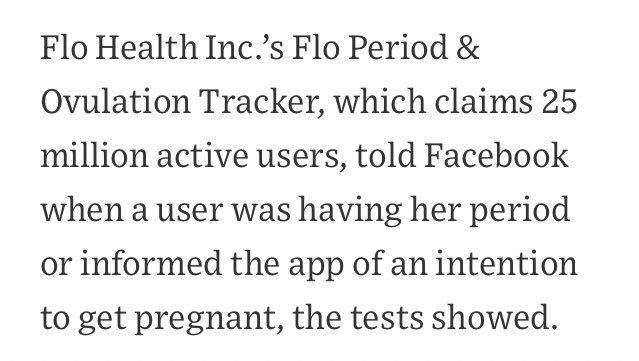 Flo Health Inc.’s Flo Period &
Ovulation Tracker, which claims 25
million active users, told Facebook
when a user was having her period
or informed the app of an intention
to get pregnant, the tests showed.